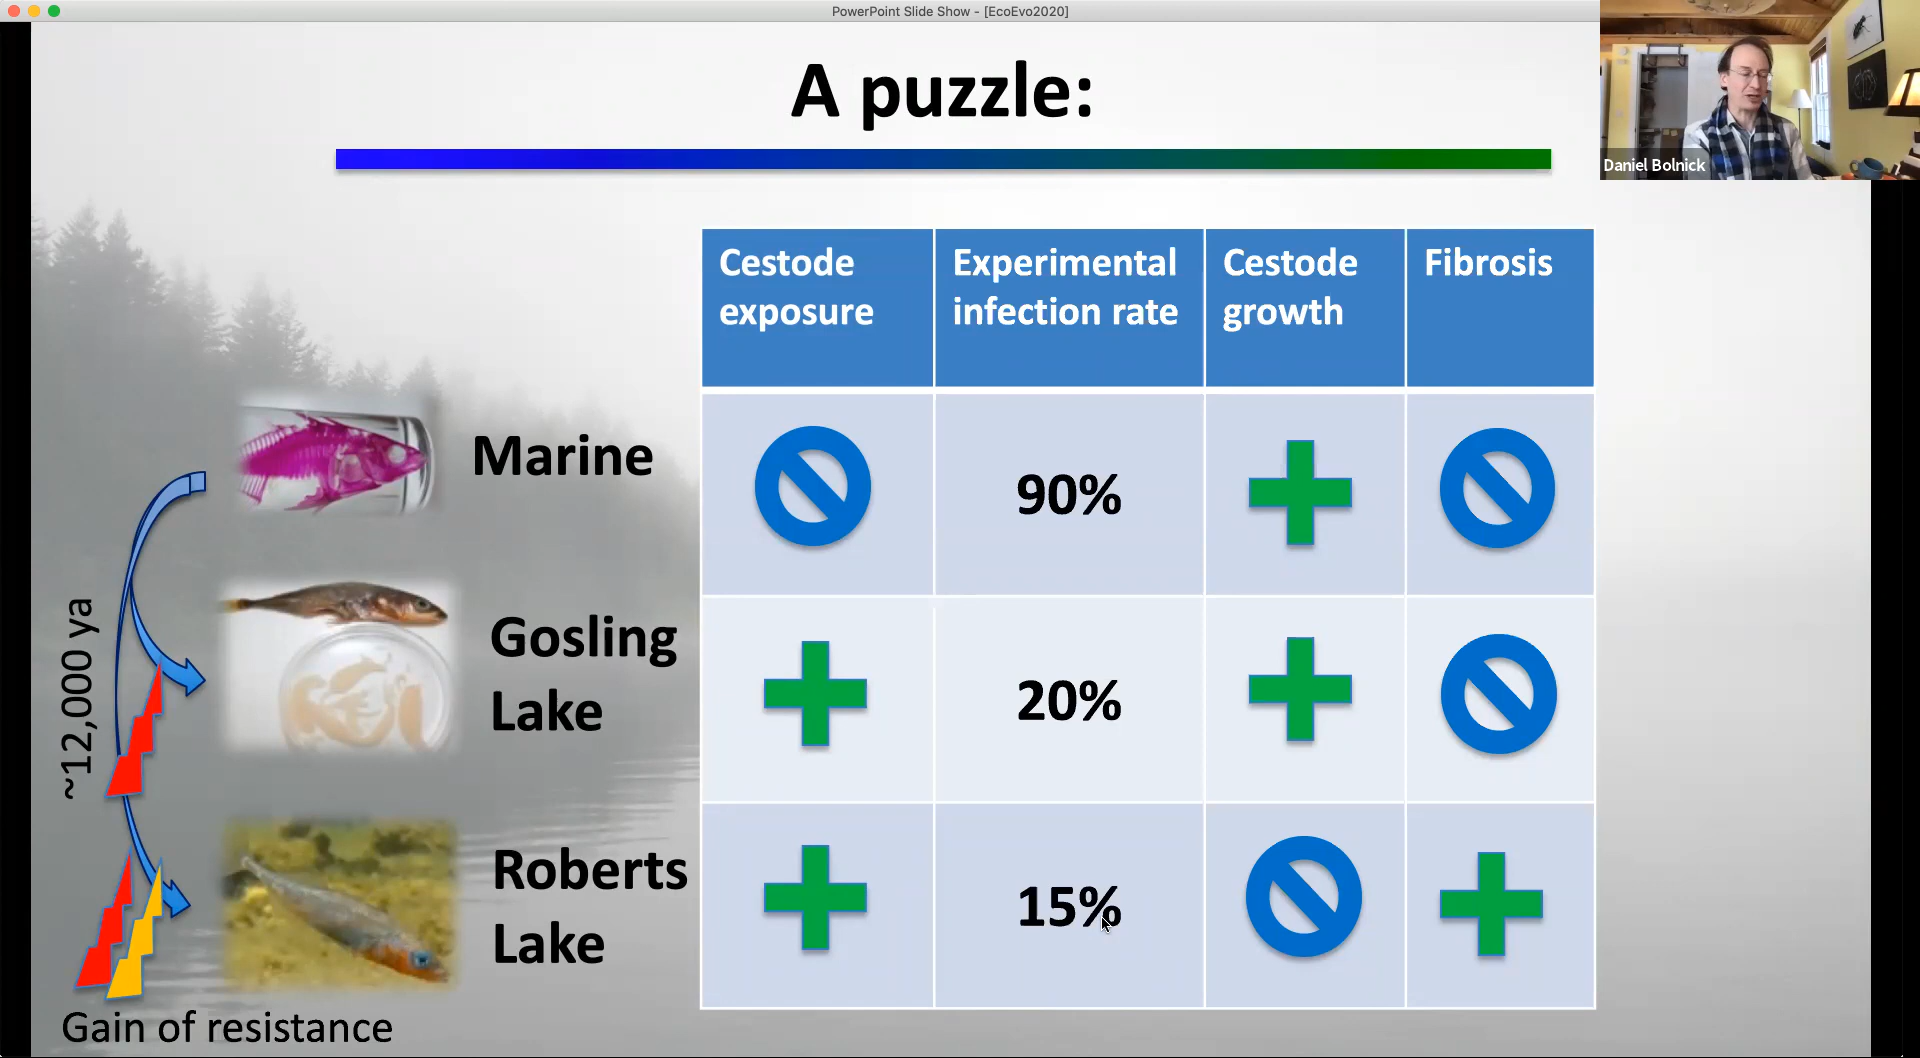 PowerPoint Slide Show - [EcoEvo2020]
A puzzle:
Daniel Bolnick
Cestode exposure
Experimental infection rate
Cestode growth
Fibrosis
Marine
90%
Gosling
Lake
20%
Roberts
Lake
15%
~12,000 ya
Gain of resistance